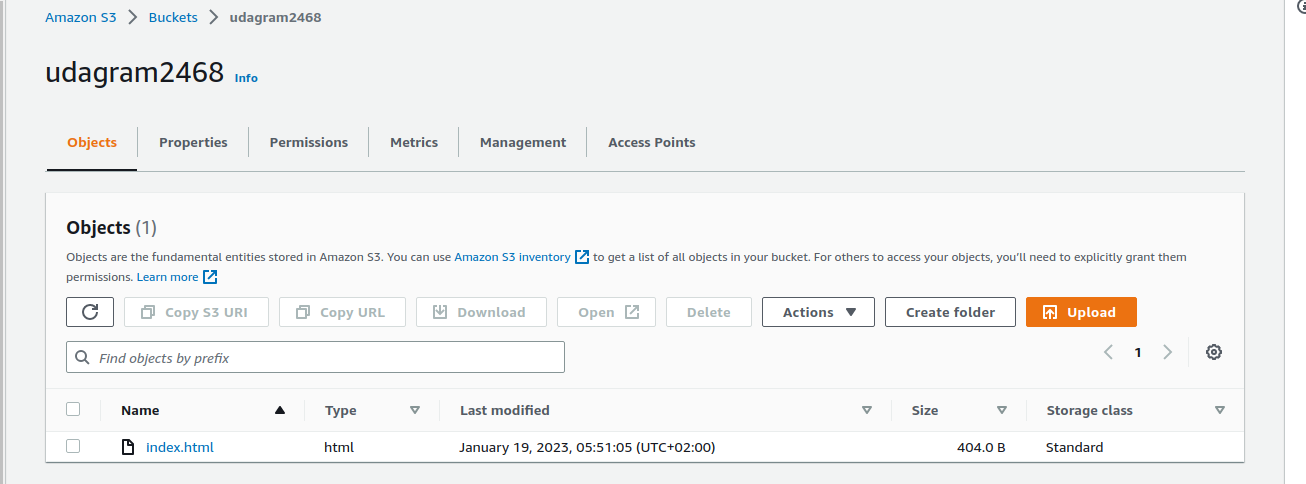 Amazon S3 > Buckets > udagram2468
udagram2468 Info
Objects Properties Permissions Metrics Management Access Points
Objects (1)
Objects are the fundamental entities stored in Amazon S3. You can use Amazon S3 inventory to get a list of all objects in your bucket. For others to access your objects, you'll need to explicitly grant them
permissions. Learn more
Copy S3 URI Copy URL Download Open Delete Actions Create folder Upload
Find objects by prefix
1
Name Type Last modified Size Storage class
index.html html January 19, 2023, 05:51:05 (UTC+02:00) 404.0 B Standard